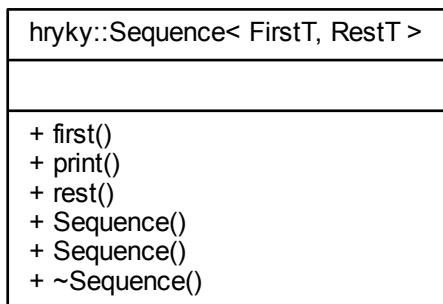 hryky::Sequence< FirstT, RestT >
+ first()
+ print()
+ rest()
+ Sequence()
+ Sequence()
+ ~Sequence()